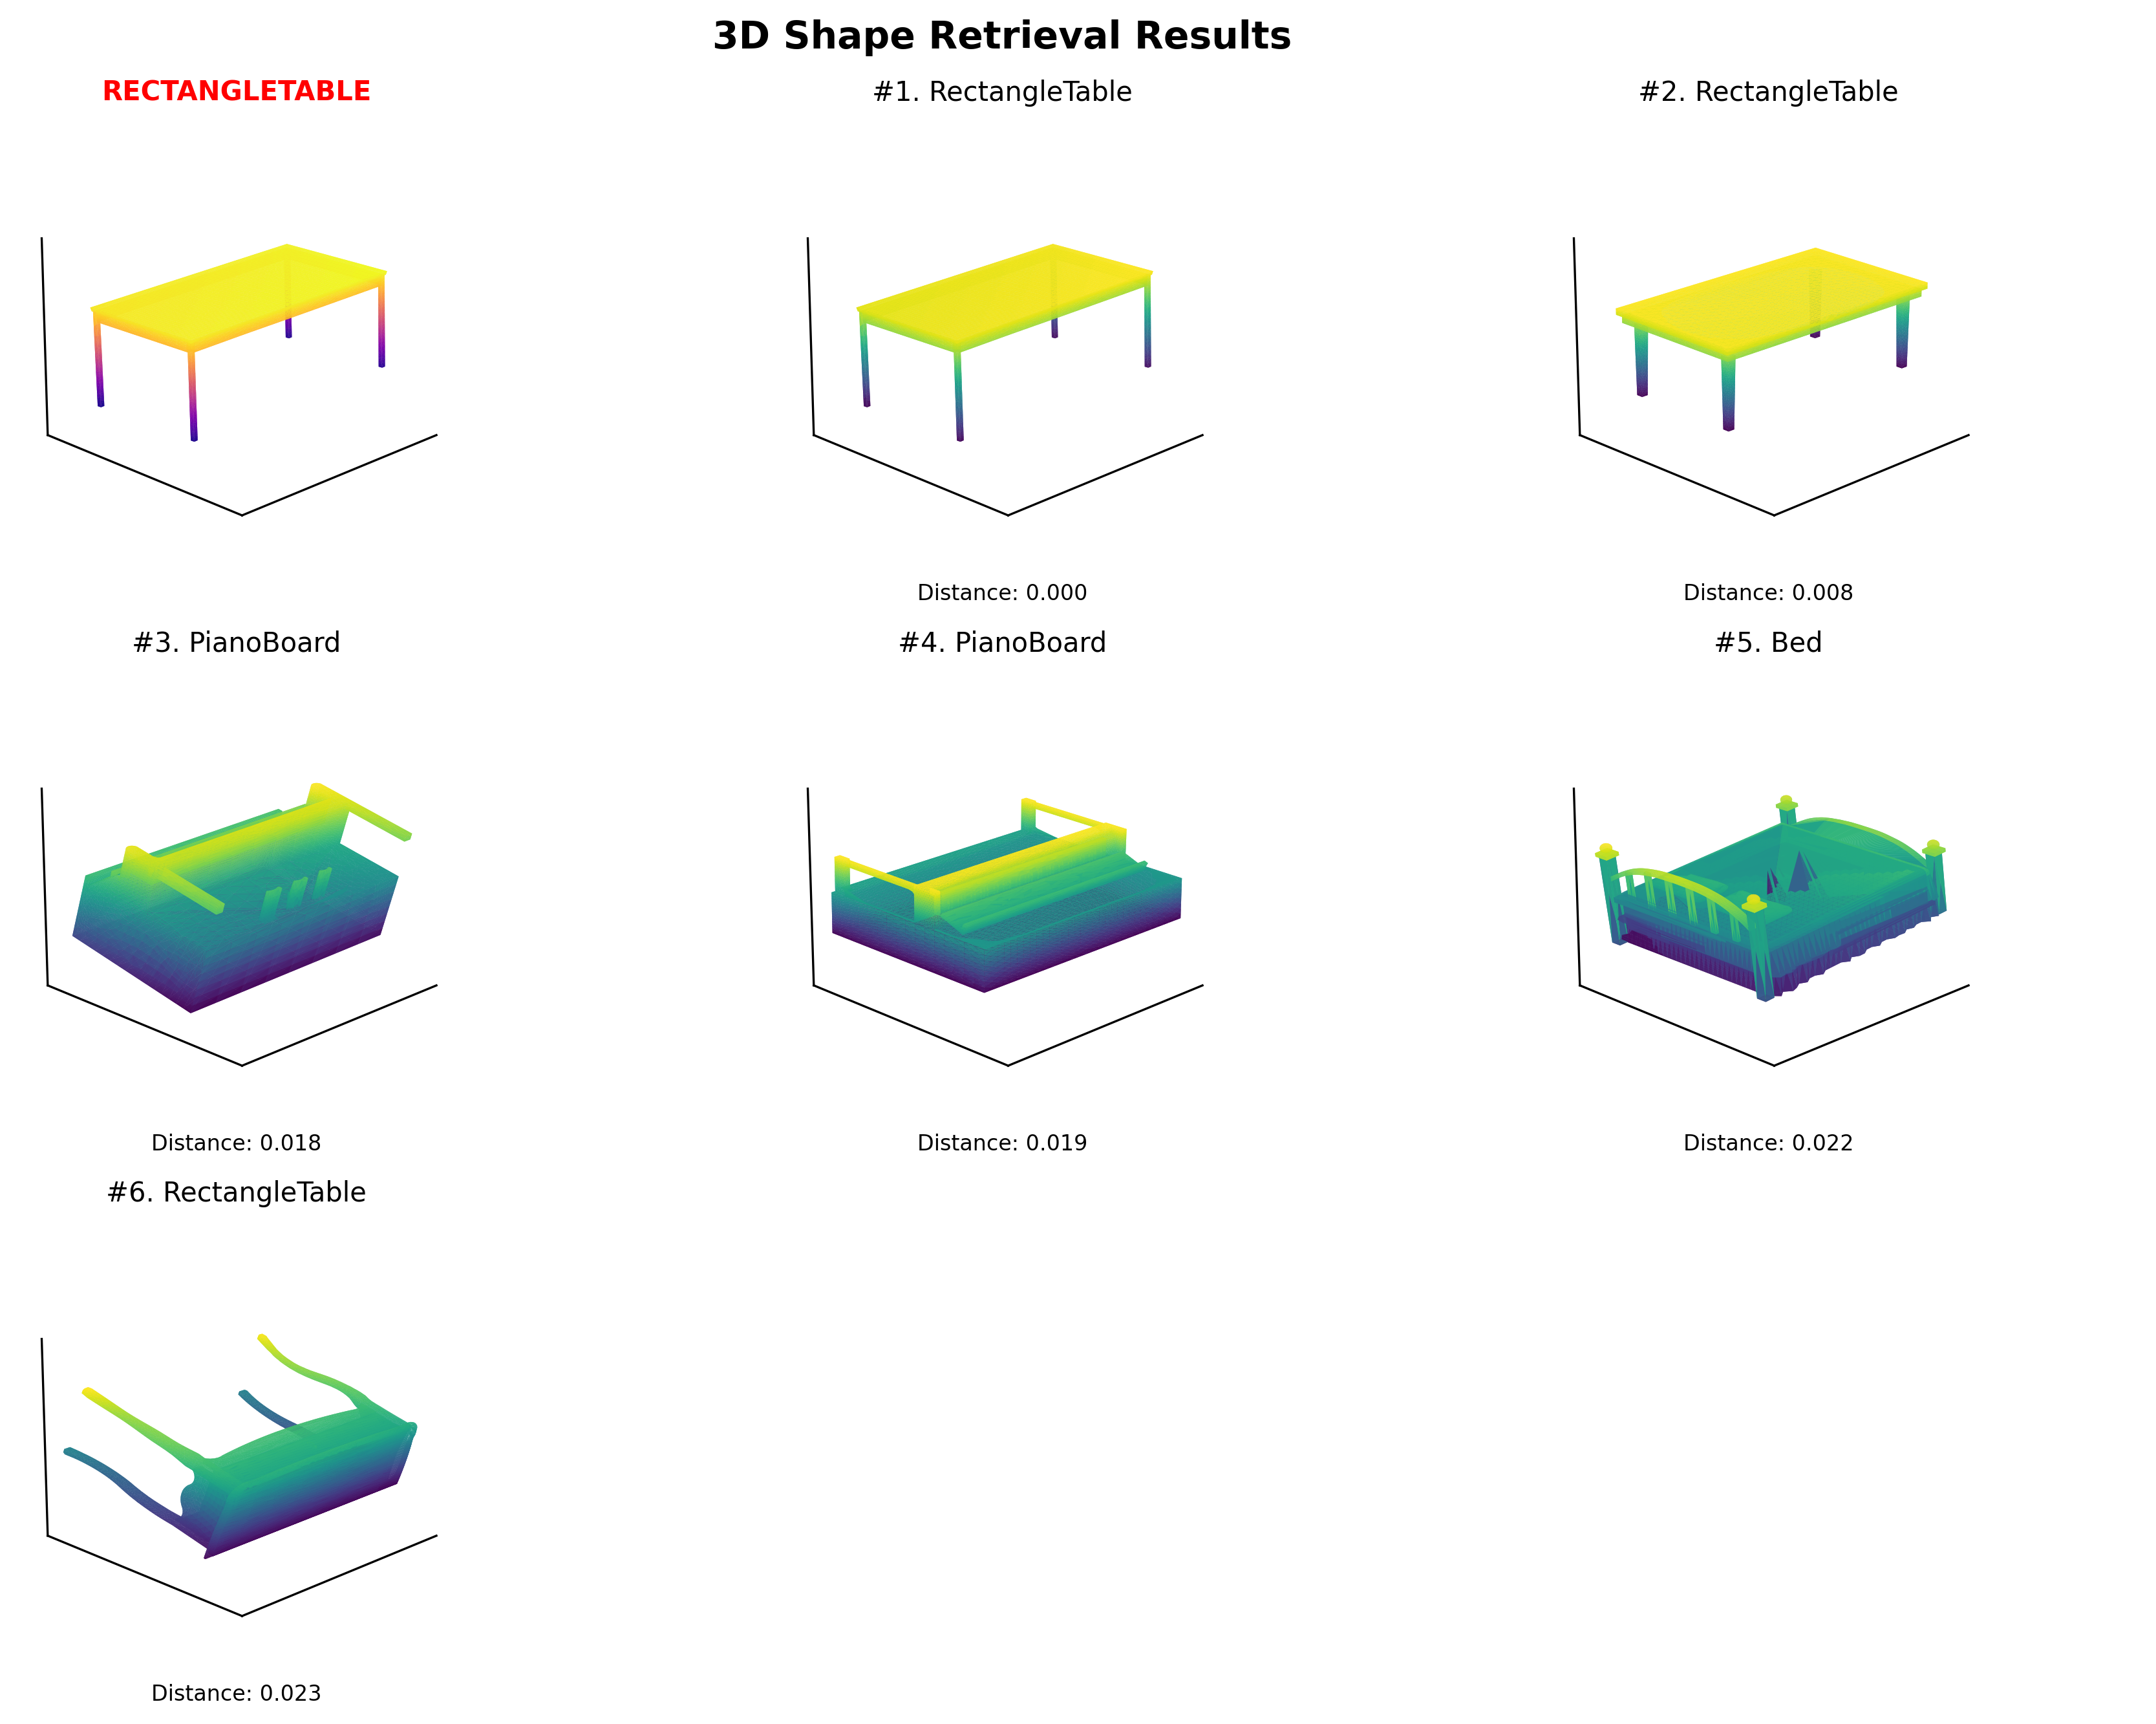 3D Shape Retrieval Results
RECTANGLETABLE
#1. RectangleTable
#2. RectangleTable
Distance: 0.000
Distance: 0.008
#3. PianoBoard
#4. PianoBoard
#5. Bed
Distance: 0.018
Distance: 0.019
Distance: 0.022
#6. RectangleTable
Distance: 0.023